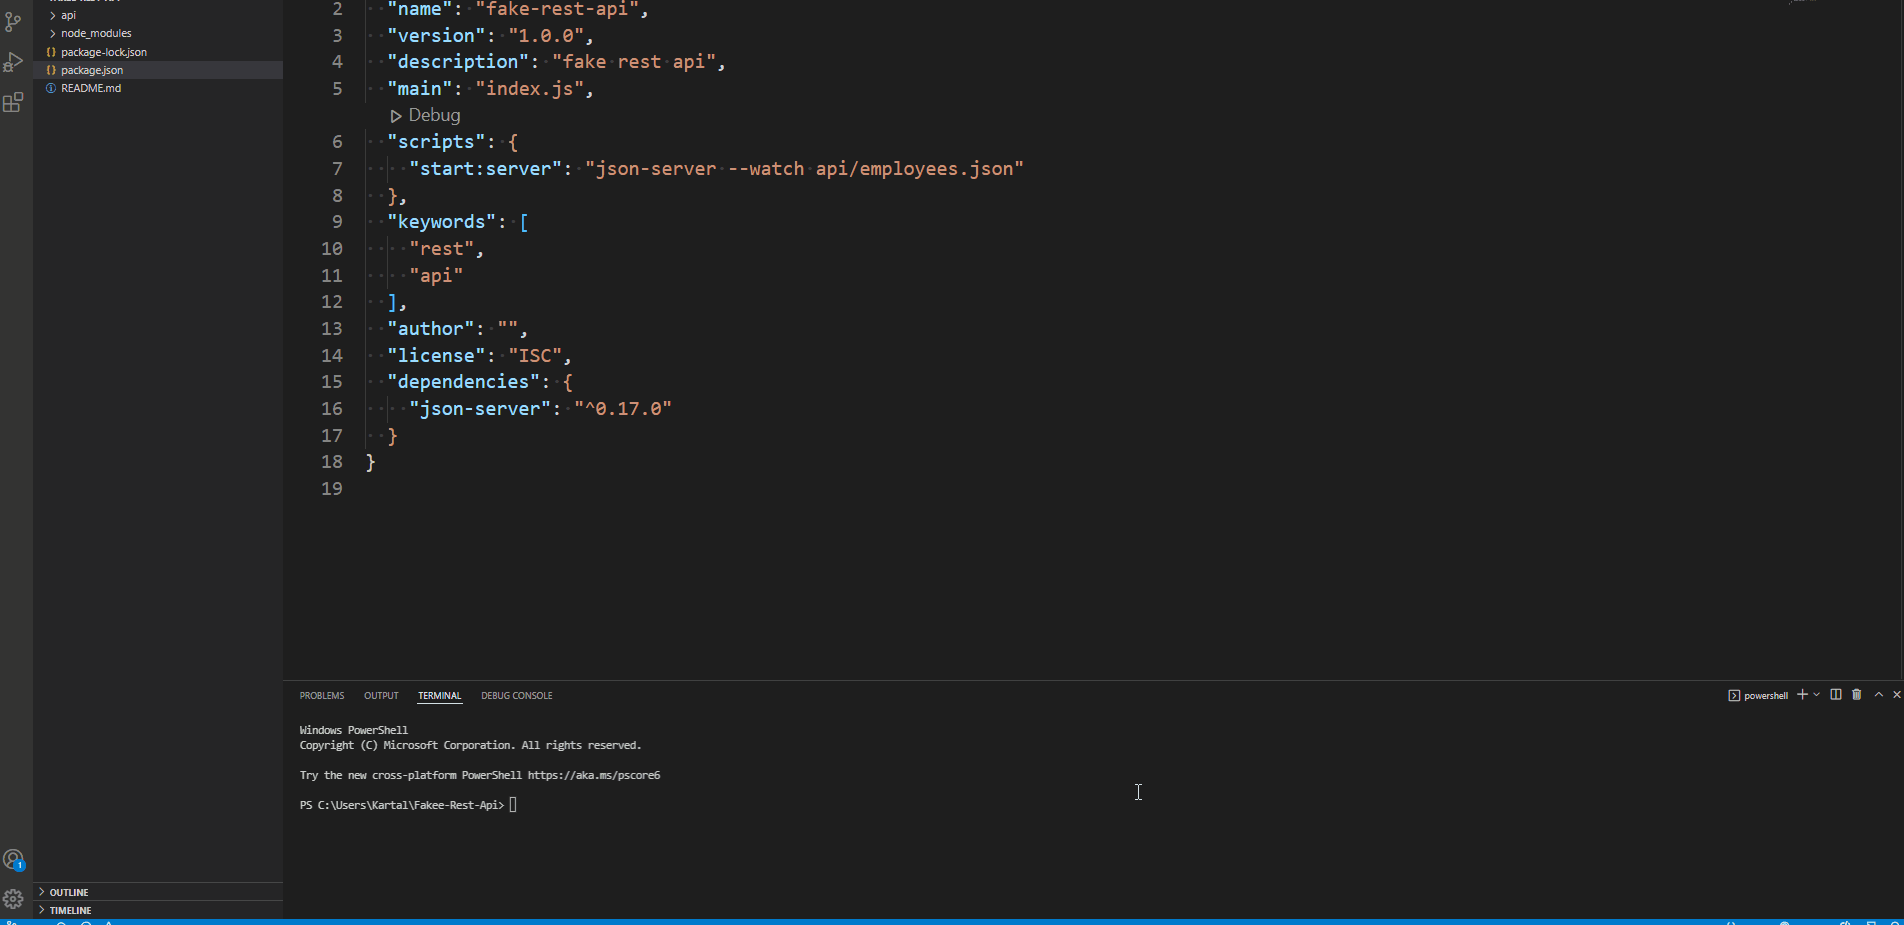 api
node_modules
package-lock.json
package.json
README.md
2 "name": "fake-rest-api",
3 "version": "1.0.0",
4 "description": "fake rest api",
5 "main": "index.js",
Debug
6 "scripts": {
7 "start:server": "json-server --watch api/employees.json"
8 },
9 "keywords": [
10 "rest",
11 "api"
12 ],
13 "author": "",
14 "license": "ISC",
15 "dependencies": {
16 "json-server": "^0.17.0"
17 }
18 }
19
PROBLEMS OUTPUT TERMINAL DEBUG CONSOLE powershell
Windows PowerShell
Copyright (C) Microsoft Corporation. All rights reserved.
Try the new cross-platform PowerShell https://aka.ms/pscore6
PS C:\Users\Kartal\Fakee-Rest-Api>
1
OUTLINE
TIMELINE